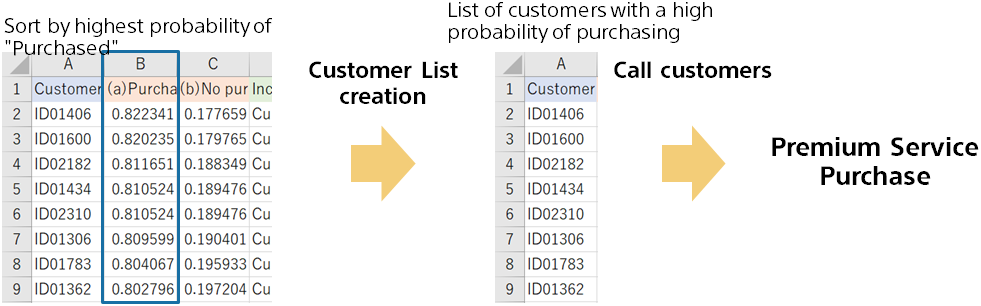 Sort by highest probability of
"Purchased"
A B C
1 Customer (a)Purcha (b)No pur Inc
2 ID01406 0.822341 0.177659 Cu
3 ID01600 0.820235 0.179765 Cu
4 ID02182 0.811651 0.188349 Cu
5 ID01434 0.810524 0.189476 Cu
6 ID02310 0.810524 0.189476 Cu
7 ID01306 0.809599 0.190401 Cu
8 ID01783 0.804067 0.195933 Cu
9 ID01362 0.802796 0.197204 Cu
Customer List
creation
List of customers with a high
probability of purchasing
A
1 Customer
2 ID01406
3 ID01600
4 ID02182
5 ID01434
6 ID02310
7 ID01306
8 ID01783
9 ID01362
Call customers
Premium Service
Purchase